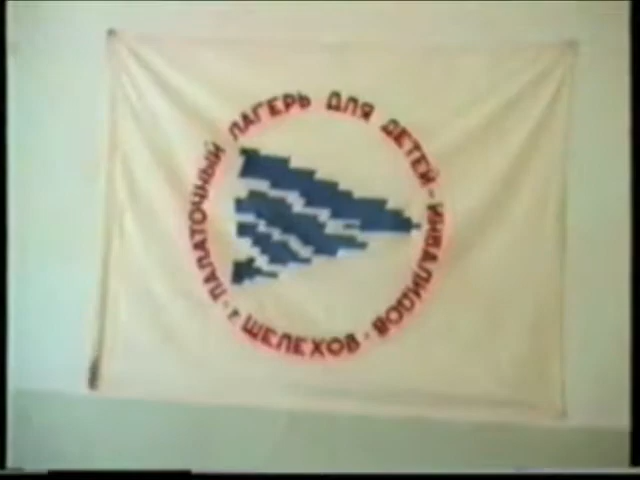 ПАЛАТОЧНЫЙ ЛАГЕРЬ ДЛЯ ДЕТЕЙ - ИНВАЛИДОВ · г. ШЕЛЕХОВ ·